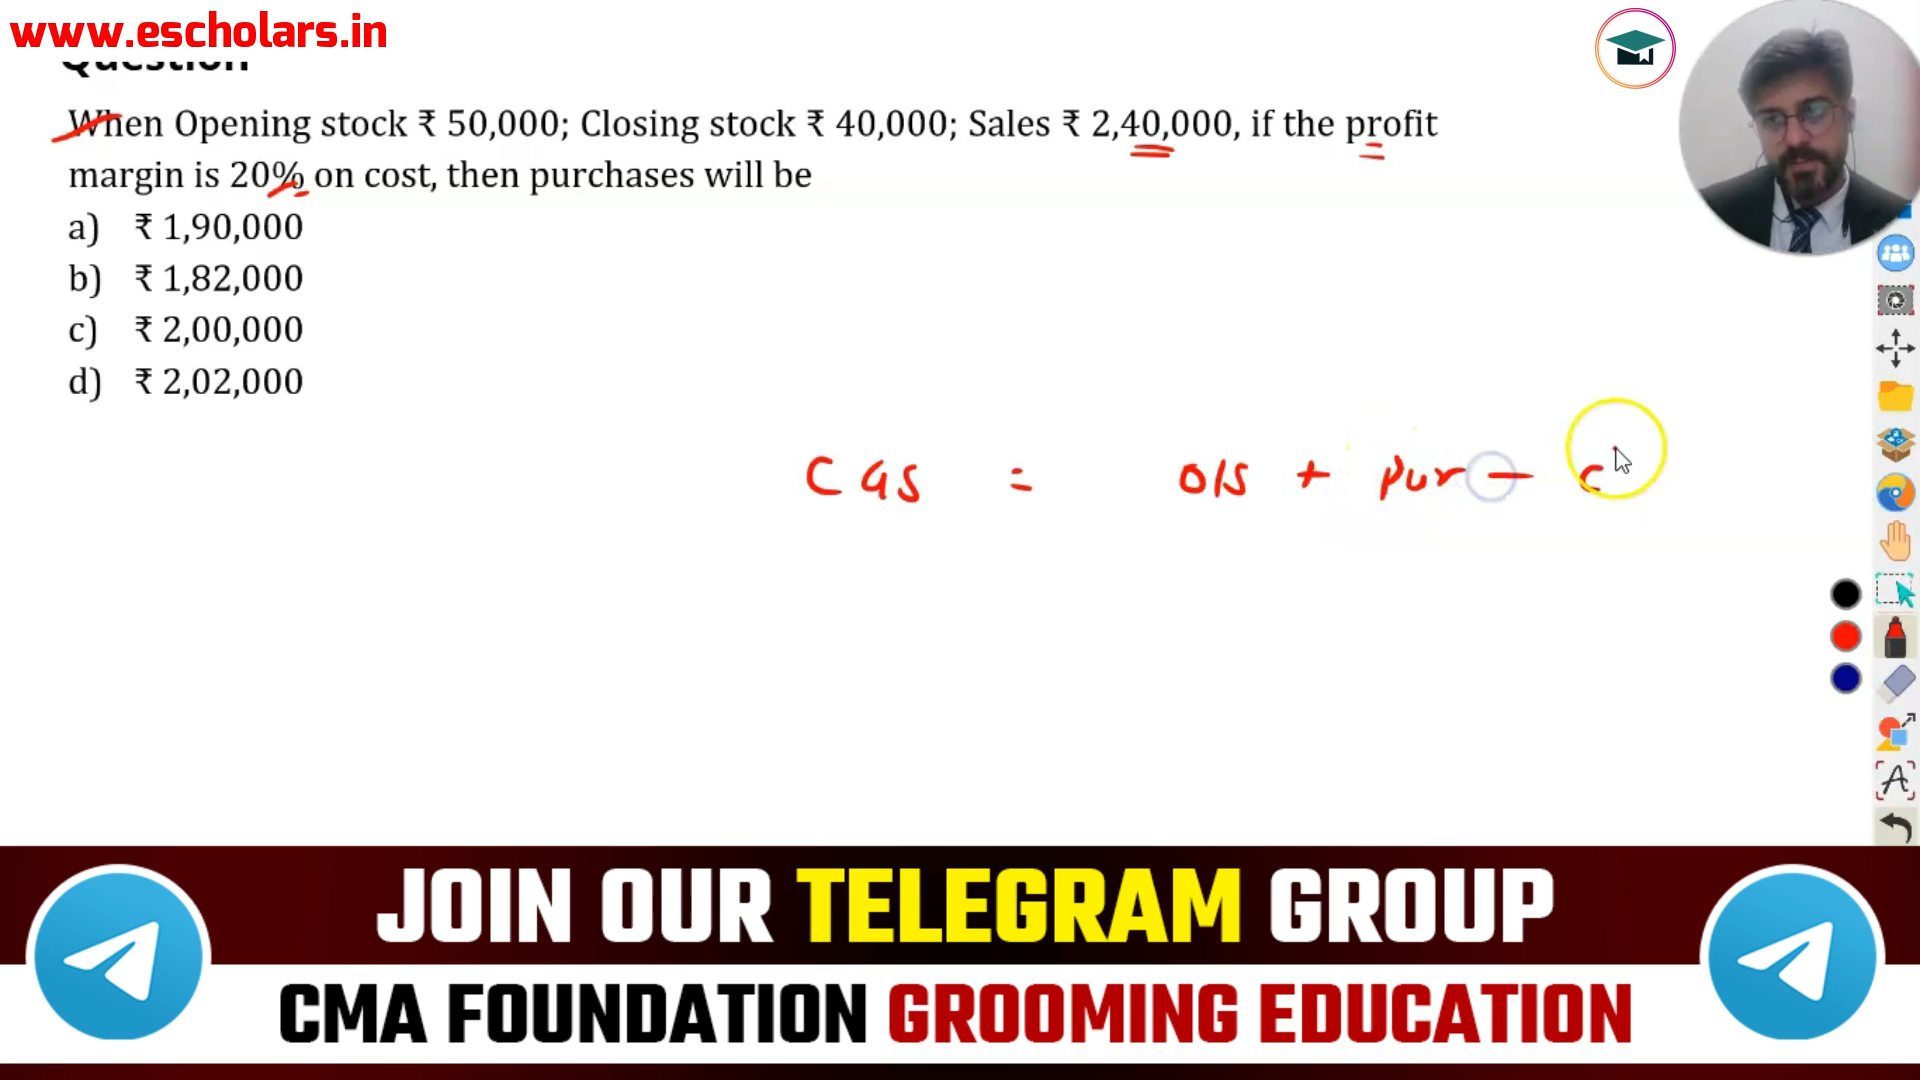 www.escholars.in
Question
When Opening stock ₹ 50,000; Closing stock ₹ 40,000; Sales ₹ 2,40,000, if the profit
margin is 20% on cost, then purchases will be
a) ₹ 1,90,000
b) ₹ 1,82,000
c) ₹ 2,00,000
d) ₹ 2,02,000
CGS = O/S + Pur - C
JOIN OUR TELEGRAM GROUP
CMA FOUNDATION GROOMING EDUCATION